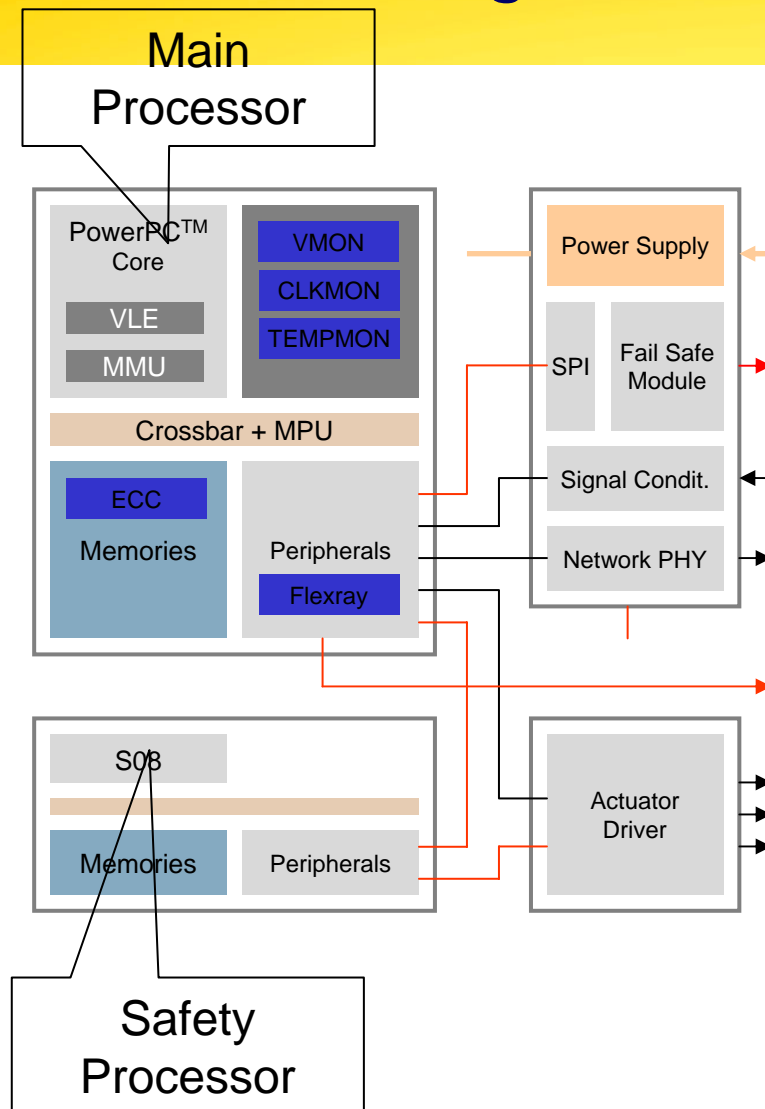 Main
Processor
PowerPC™
Core
VLE
MMU
VMON
CLKMON
TEMPMON
Crossbar + MPU
ECC
Memories
Peripherals
Flexray
Power Supply
SPI
Fail Safe
Module
Signal Condit.
Network PHY
S08
Memories
Peripherals
Actuator
Driver
Safety
Processor